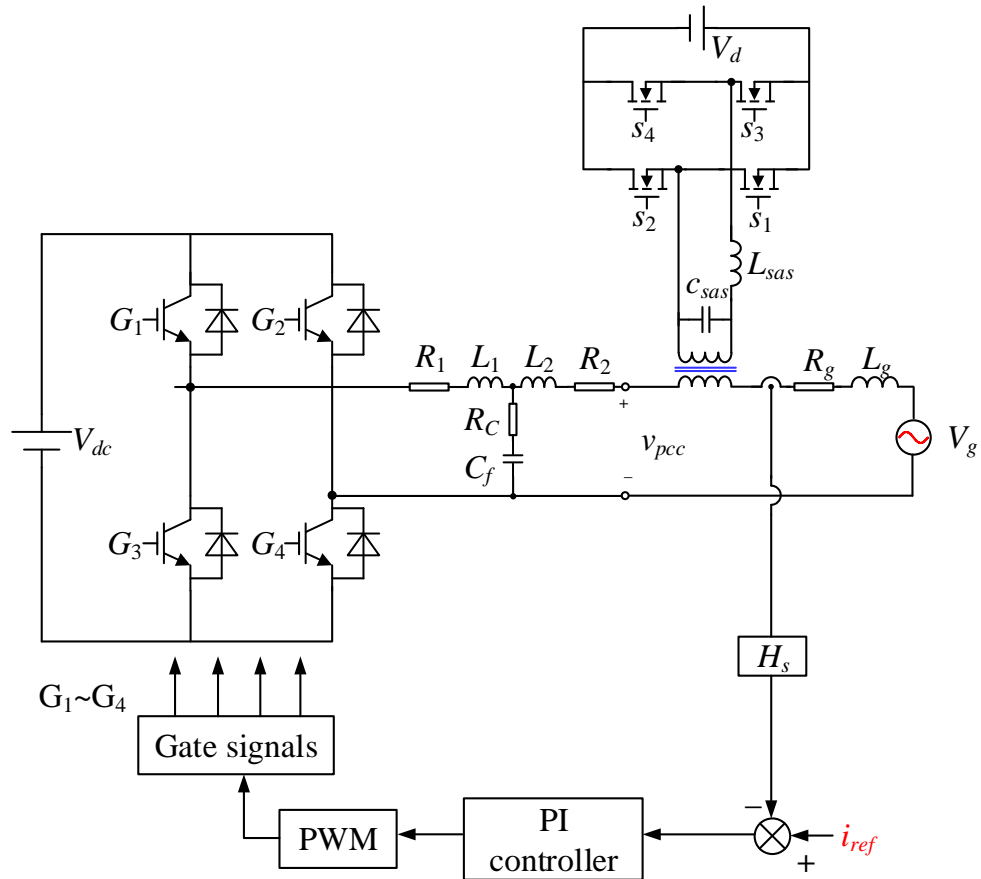 V_d
s_4
s_3
s_2
s_1
L_sas
c_sas
G_1
G_2
R_1
L_1
L_2
R_2
R_g
L_g
+
R_C
V_dc
v_pcc
V_g
C_f
−
G_3
G_4
H_s
G_1~G_4
Gate signals
−
PI
controller
PWM
i_ref
+